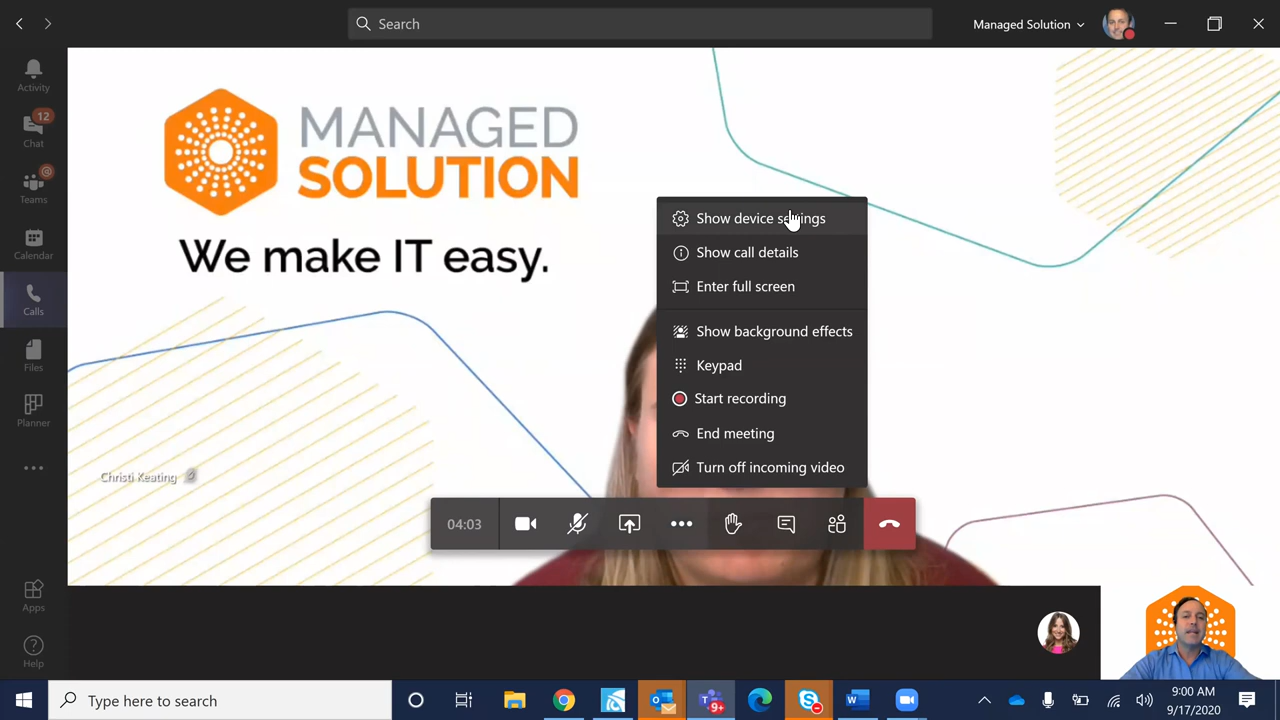 Search
Managed Solution
Activity
12
Chat
@
Teams
Calendar
Calls
Files
Planner
Apps
Help
MANAGED
SOLUTION
We make IT easy.
Show device settings
Show call details
Enter full screen
Show background effects
Keypad
Start recording
End meeting
Turn off incoming video
Christi Keating
04:03
Type here to search
9+
9:00 AM
9/17/2020